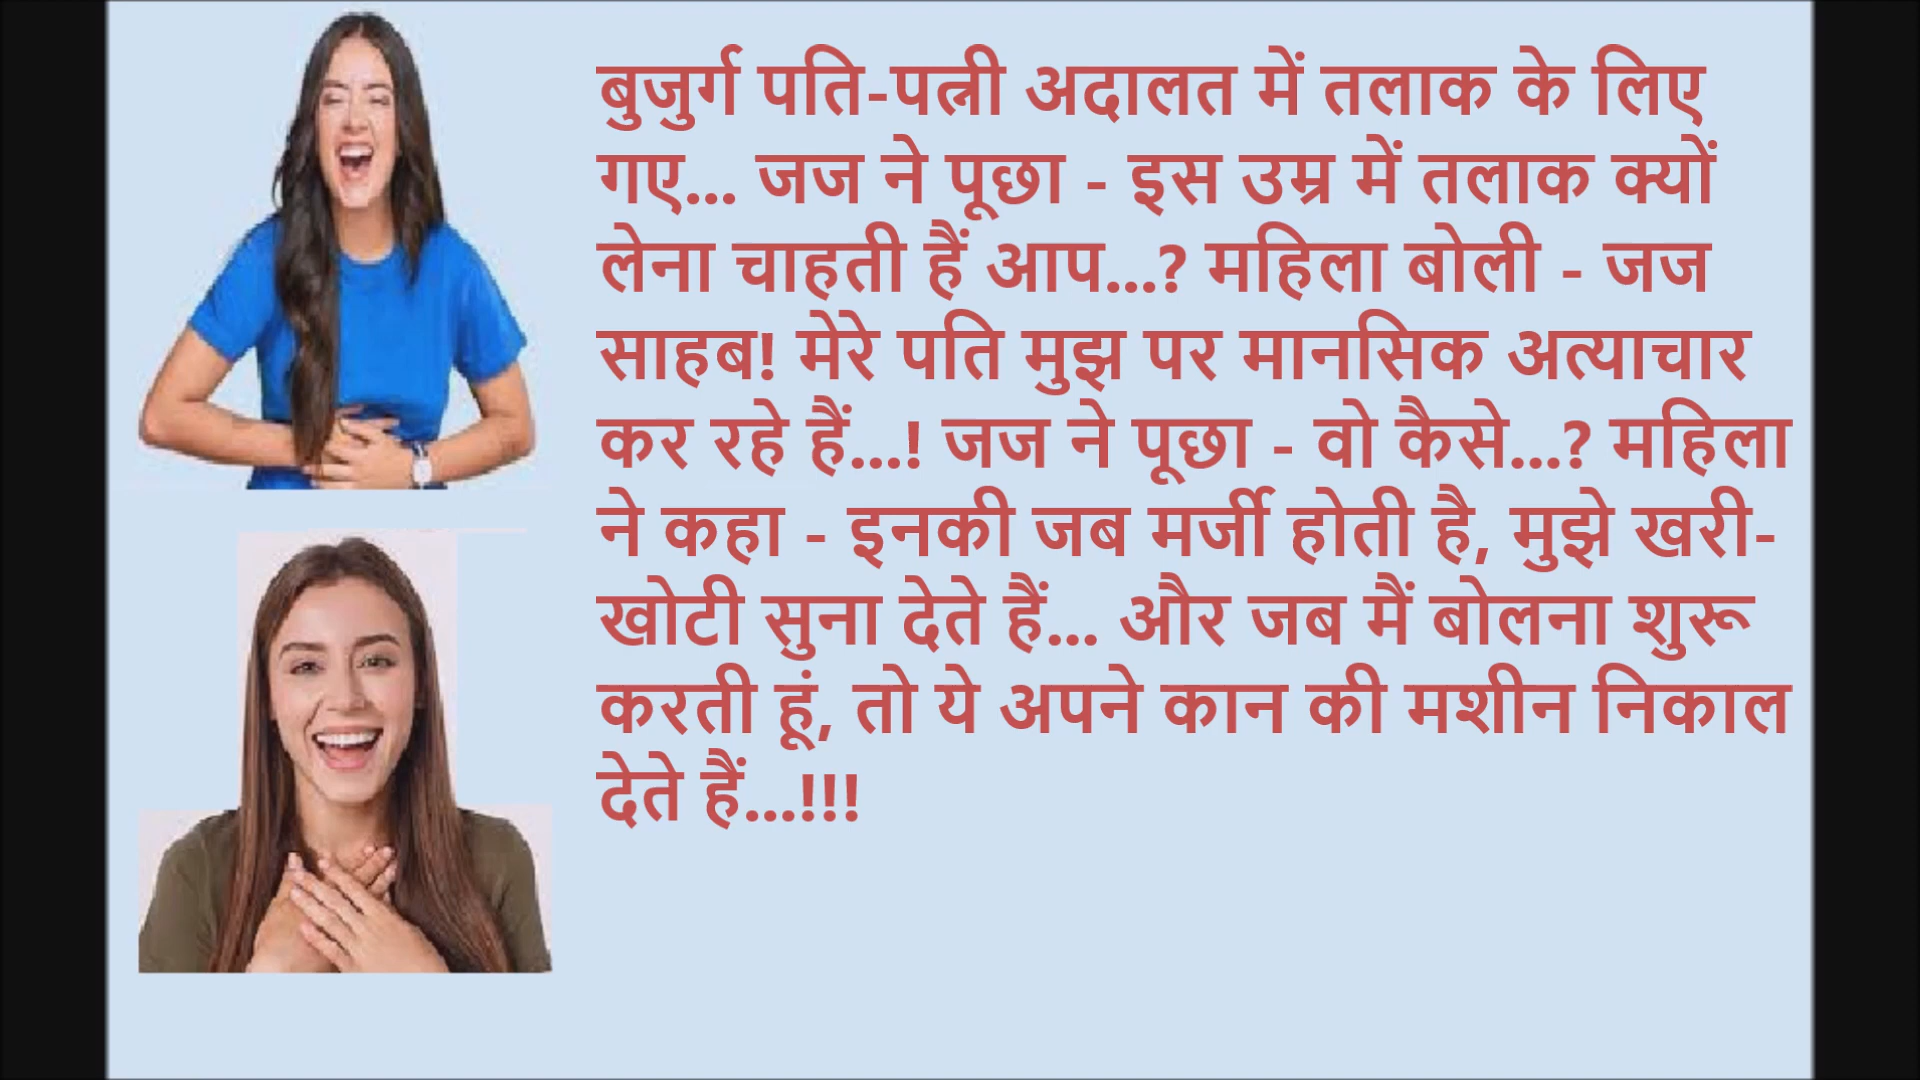 बुजुर्ग पति-पत्नी अदालत में तलाक के लिए
गए... जज ने पूछा - इस उम्र में तलाक क्यों
लेना चाहती हैं आप...? महिला बोली - जज
साहब! मेरे पति मुझ पर मानसिक अत्याचार
कर रहे हैं...! जज ने पूछा - वो कैसे...? महिला
ने कहा - इनकी जब मर्जी होती है, मुझे खरी-
खोटी सुना देते हैं... और जब मैं बोलना शुरू
करती हूं, तो ये अपने कान की मशीन निकाल
देते हैं...!!!